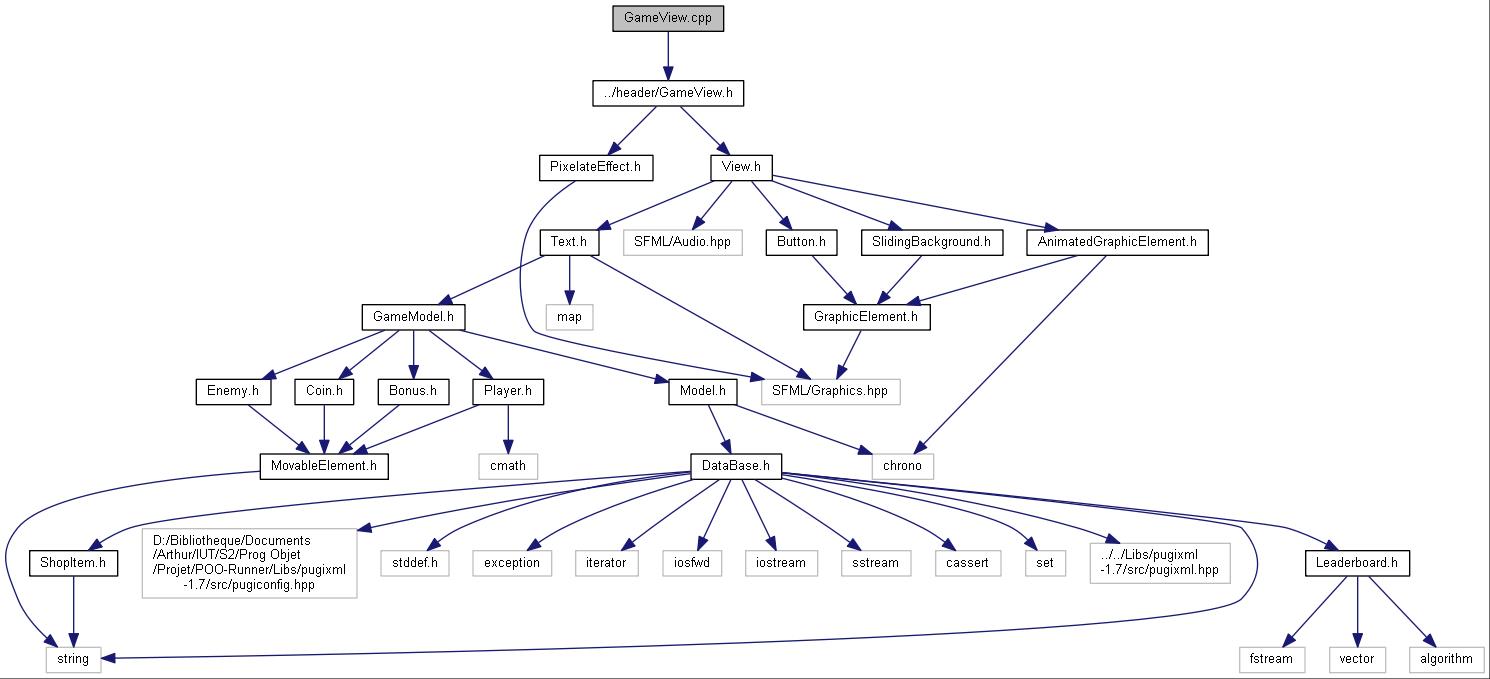 GameView.cpp
../header/GameView.h
PixelateEffect.h
View.h
Text.h
SFML/Audio.hpp
Button.h
SlidingBackground.h
AnimatedGraphicElement.h
GameModel.h
map
GraphicElement.h
Enemy.h
Coin.h
Bonus.h
Player.h
Model.h
SFML/Graphics.hpp
MovableElement.h
cmath
DataBase.h
chrono
ShopItem.h
D:/Bibliotheque/Documents
/Arthur/IUT/S2/Prog Objet
/Projet/POO-Runner/Libs/pugixml
-1.7/src/pugiconfig.hpp
stddef.h
exception
iterator
iosfwd
iostream
sstream
cassert
set
../../Libs/pugixml
-1.7/src/pugixml.hpp
Leaderboard.h
string
fstream
vector
algorithm